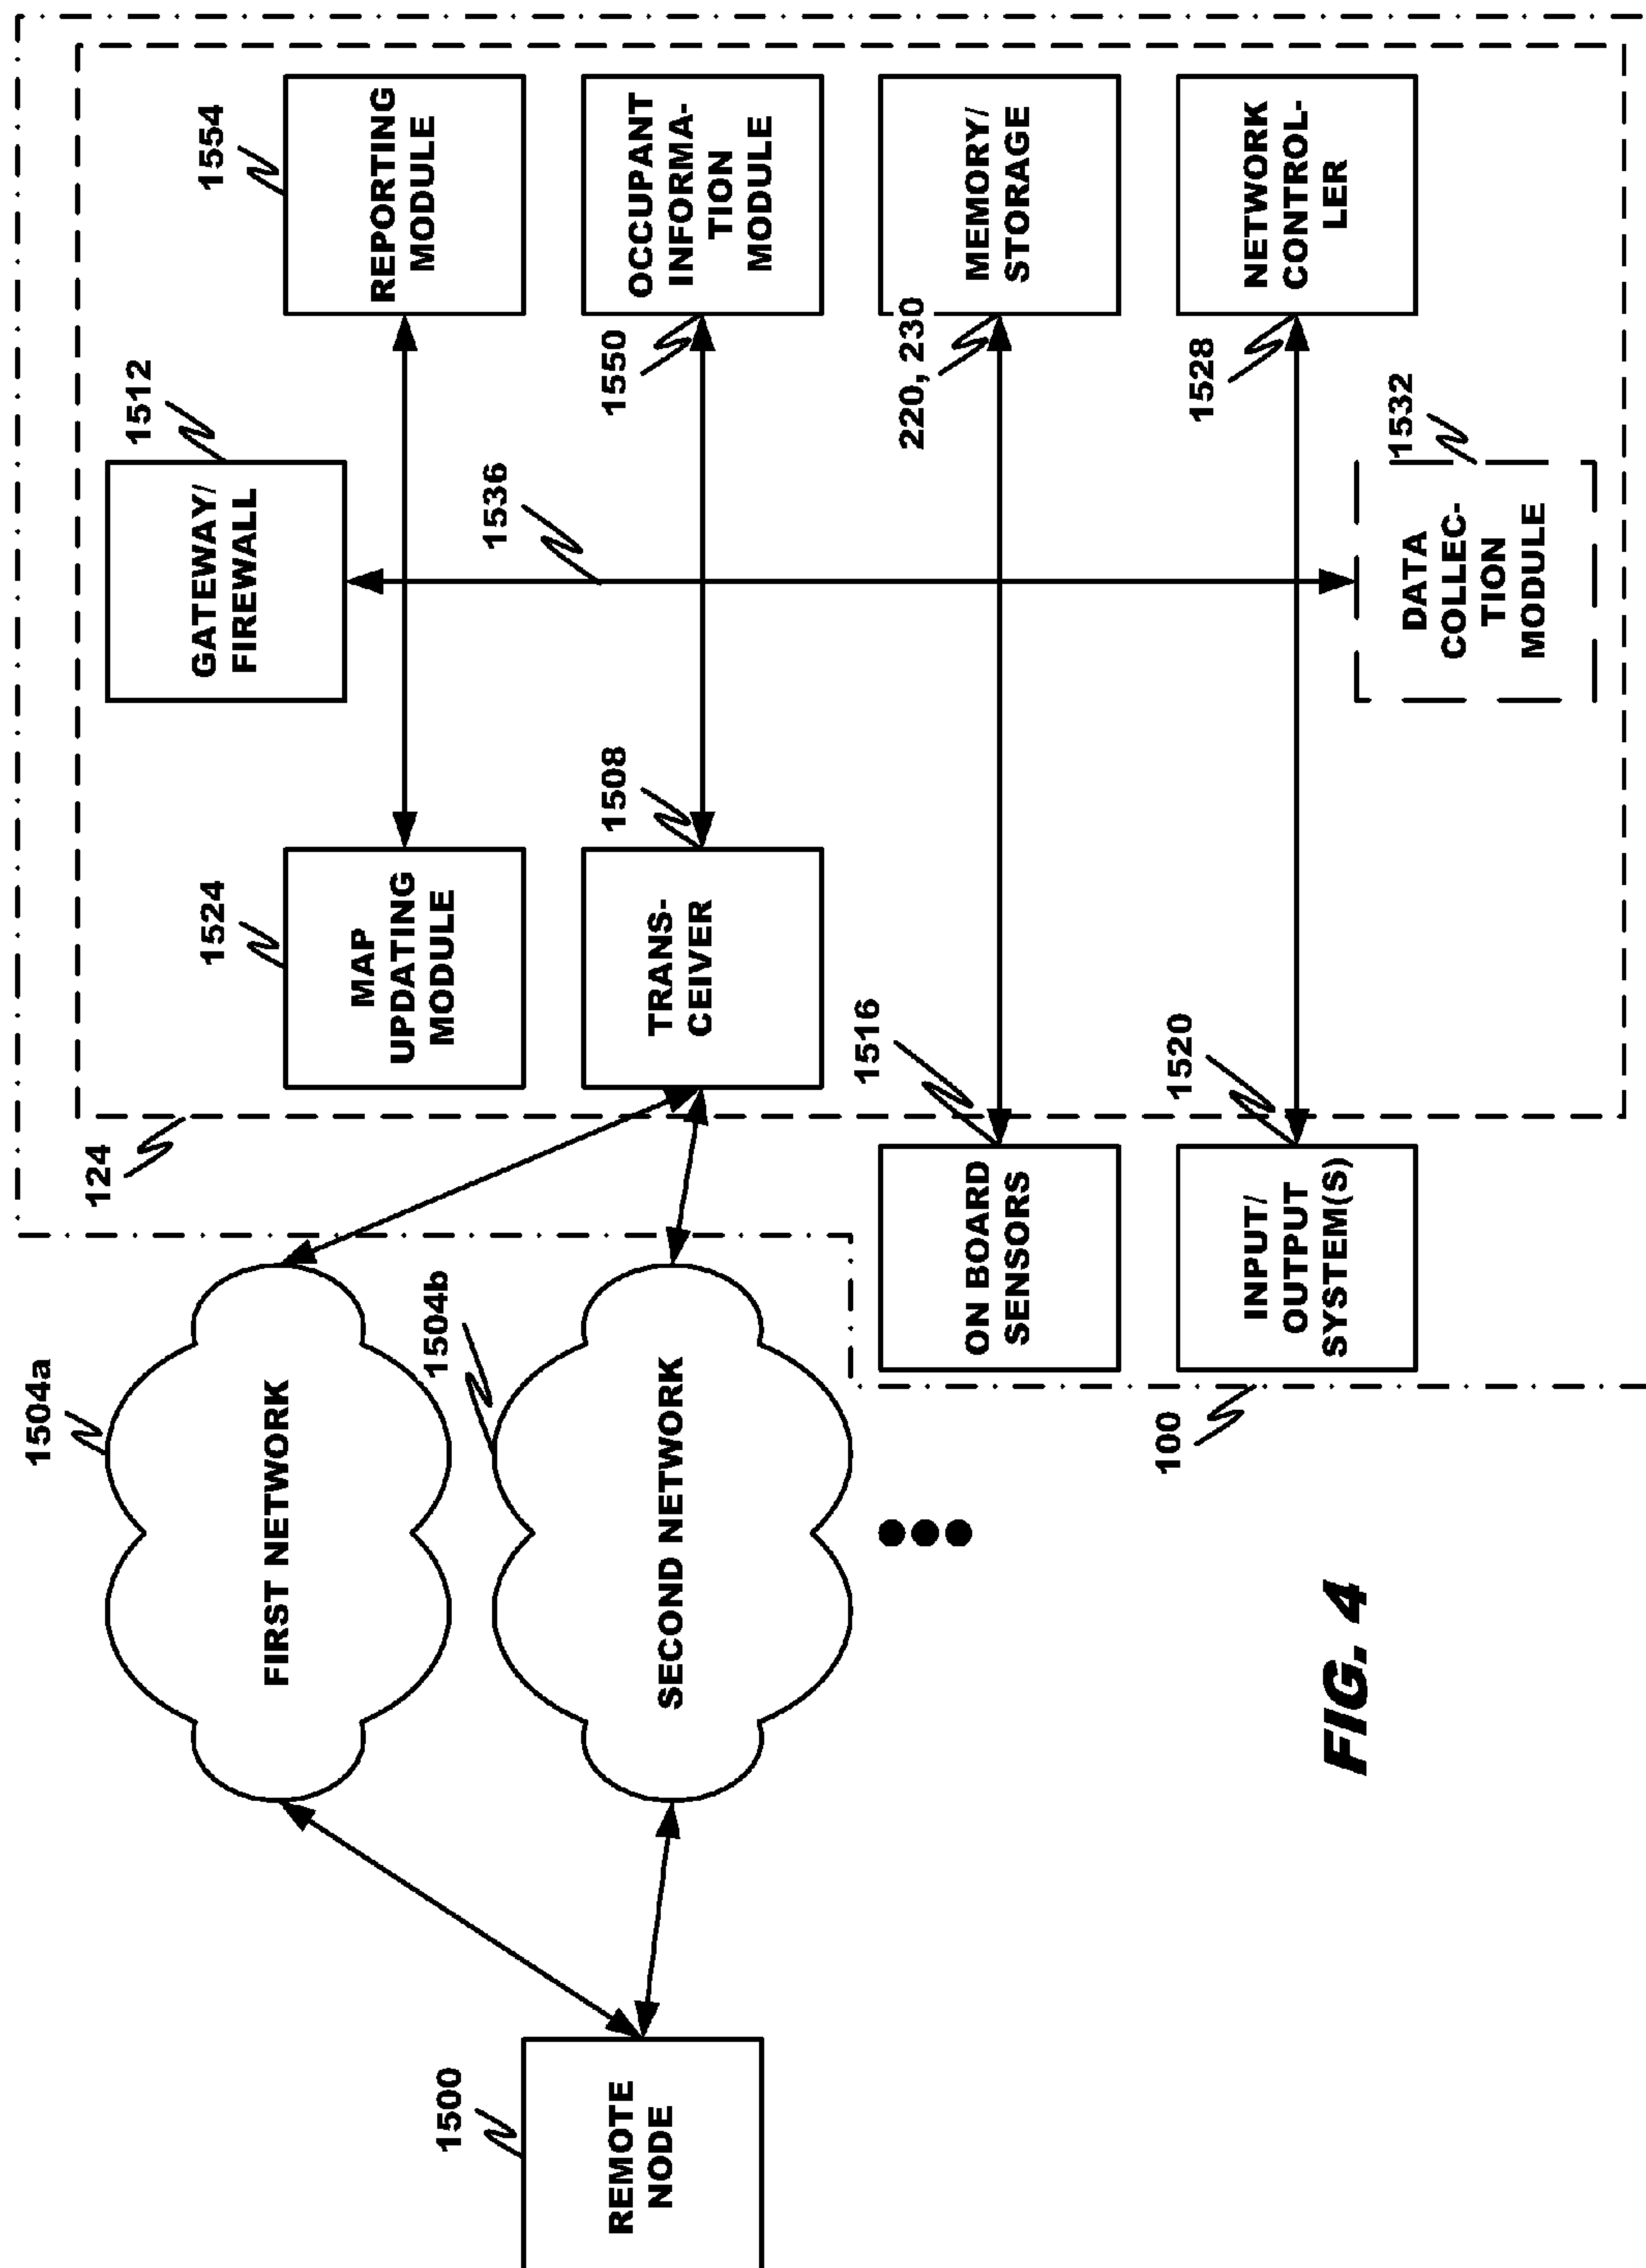 1500
REMOTE
NODE
1504a
FIRST NETWORK
1504b
SECOND NETWORK
124
1524
MAP
UPDATING
MODULE
1508
TRANS-
CEIVER
1516
ON BOARD
SENSORS
1520
INPUT/
OUTPUT
SYSTEM(S)
100
1512
GATEWAY/
FIREWALL
1536
1554
REPORTING
MODULE
1550
OCCUPANT
INFORMA-
TION
MODULE
220, 230
MEMORY/
STORAGE
1528
NETWORK
CONTROL-
LER
1532
DATA
COLLEC-
TION
MODULE
FIG. 4